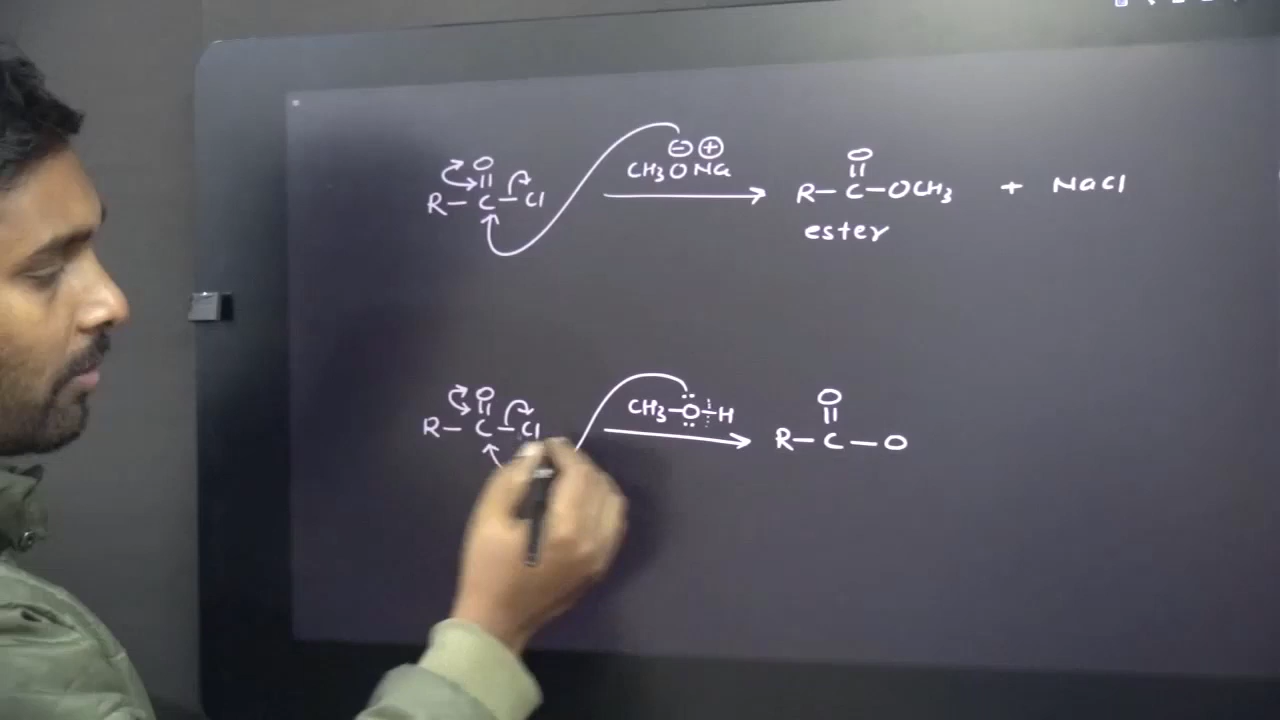 O ⊖ ⊕ O
|| CH3ONa ||
R–C–Cl ⟶ R–C–OCH3 + NaCl
ester
O O
|| CH3–O–H ||
R–C–Cl ⟶ R–C–O